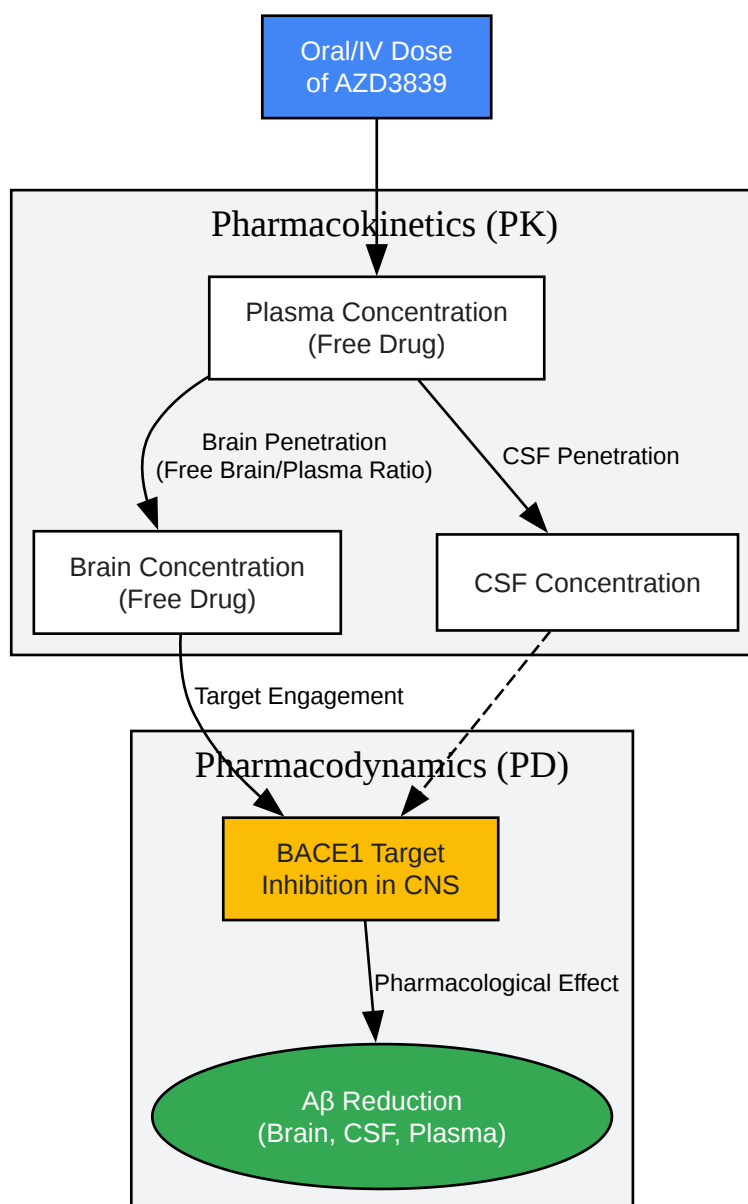 Oral/IV Dose
of AZD3839
Pharmacokinetics (PK)
Plasma Concentration
(Free Drug)
Brain Penetration
(Free Brain/Plasma Ratio)
CSF Penetration
Brain Concentration
(Free Drug)
CSF Concentration
Target Engagement
Pharmacodynamics (PD)
BACE1 Target
Inhibition in CNS
Pharmacological Effect
Aβ Reduction
(Brain, CSF, Plasma)